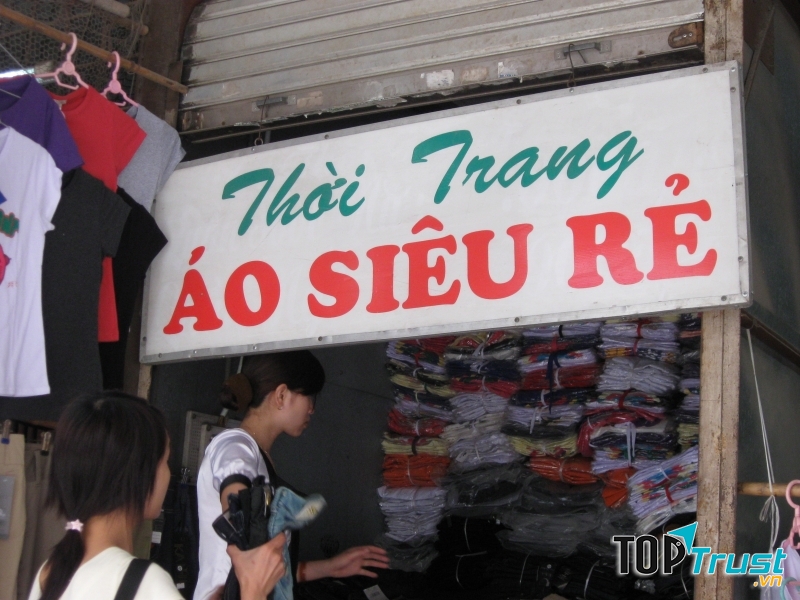 Thời Trang
ÁO SIÊU RẺ
TOPTrust
.vn